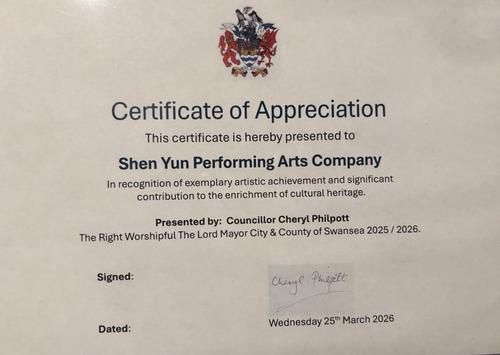 Certificate of Appreciation
This certificate is hereby presented to
Shen Yun Performing Arts Company
In recognition of exemplary artistic achievement and significant
contribution to the enrichment of cultural heritage.
Presented by: Councillor Cheryl Philpott
The Right Worshipful The Lord Mayor City & County of Swansea 2025 / 2026.
Signed:
Cheryl Philpott
Dated:
Wednesday 25th March 2026